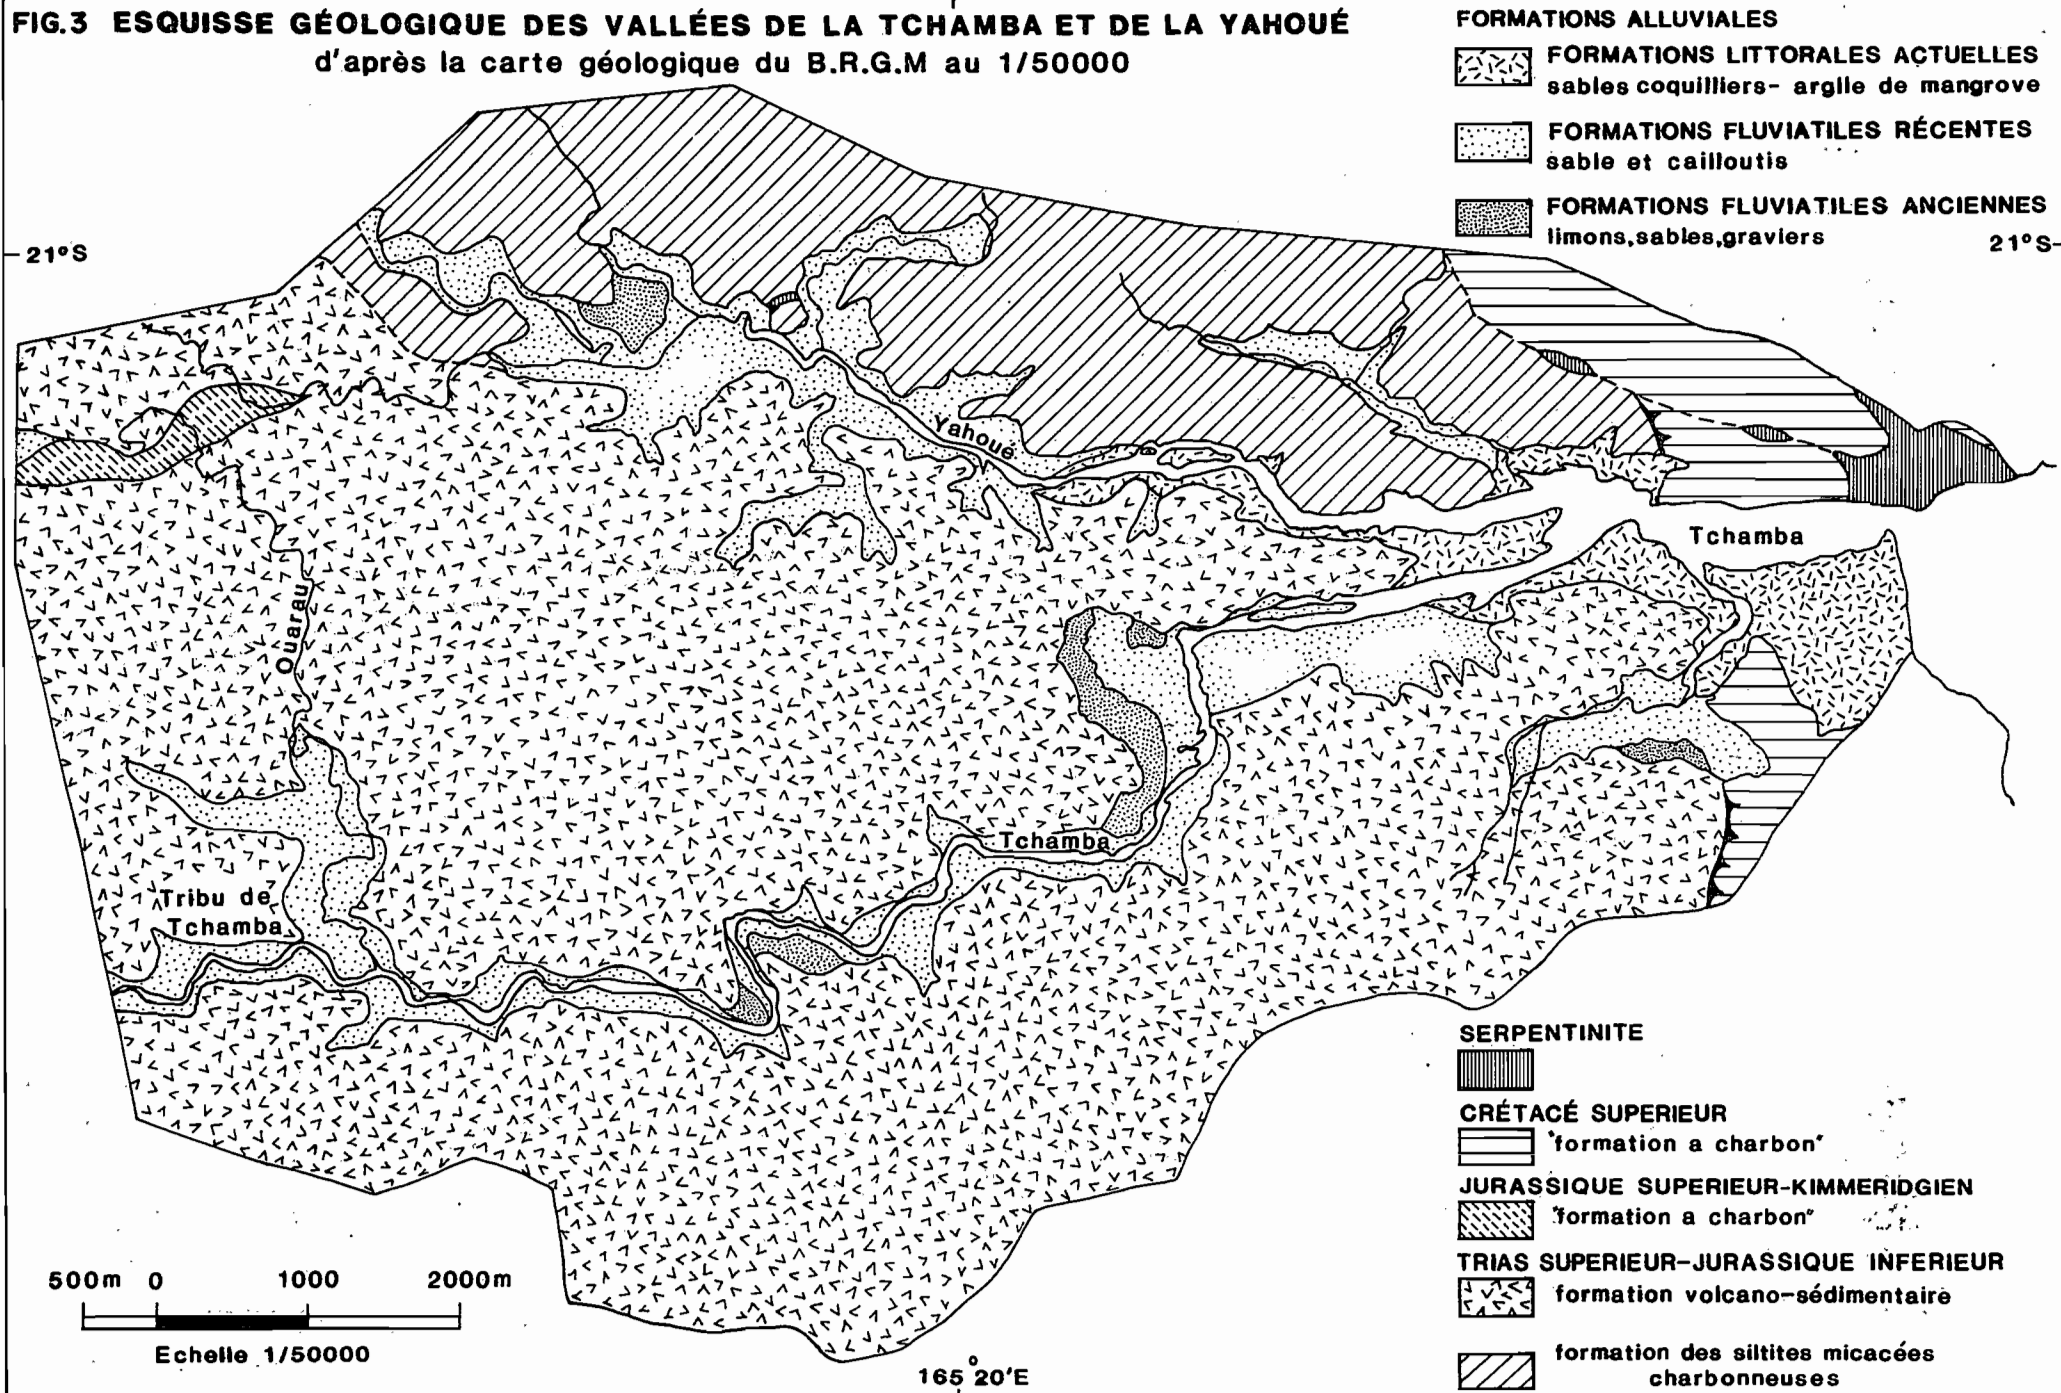 FIG.3 ESQUISSE GÉOLOGIQUE DES VALLÉES DE LA TCHAMBA ET DE LA YAHOUÉ
d'après la carte géologique du B.R.G.M au 1/50000
FORMATIONS ALLUVIALES
FORMATIONS LITTORALES ACTUELLES
sables coquilliers- argile de mangrove
FORMATIONS FLUVIATILES RÉCENTES
sable et cailloutis
FORMATIONS FLUVIATILES ANCIENNES
limons,sables,graviers
21°S
21°S
Yahoué
Tchamba
Ouarau
Tchamba
Tribu de
Tchamba
SERPENTINITE
CRÉTACÉ SUPERIEUR
"formation a charbon"
JURASSIQUE SUPERIEUR-KIMMERIDGIEN
"formation a charbon"
TRIAS SUPERIEUR-JURASSIQUE INFERIEUR
formation volcano-sédimentaire
formation des siltites micacées
charbonneuses
500m 0 1000 2000m
Echelle 1/50000
165°20'E